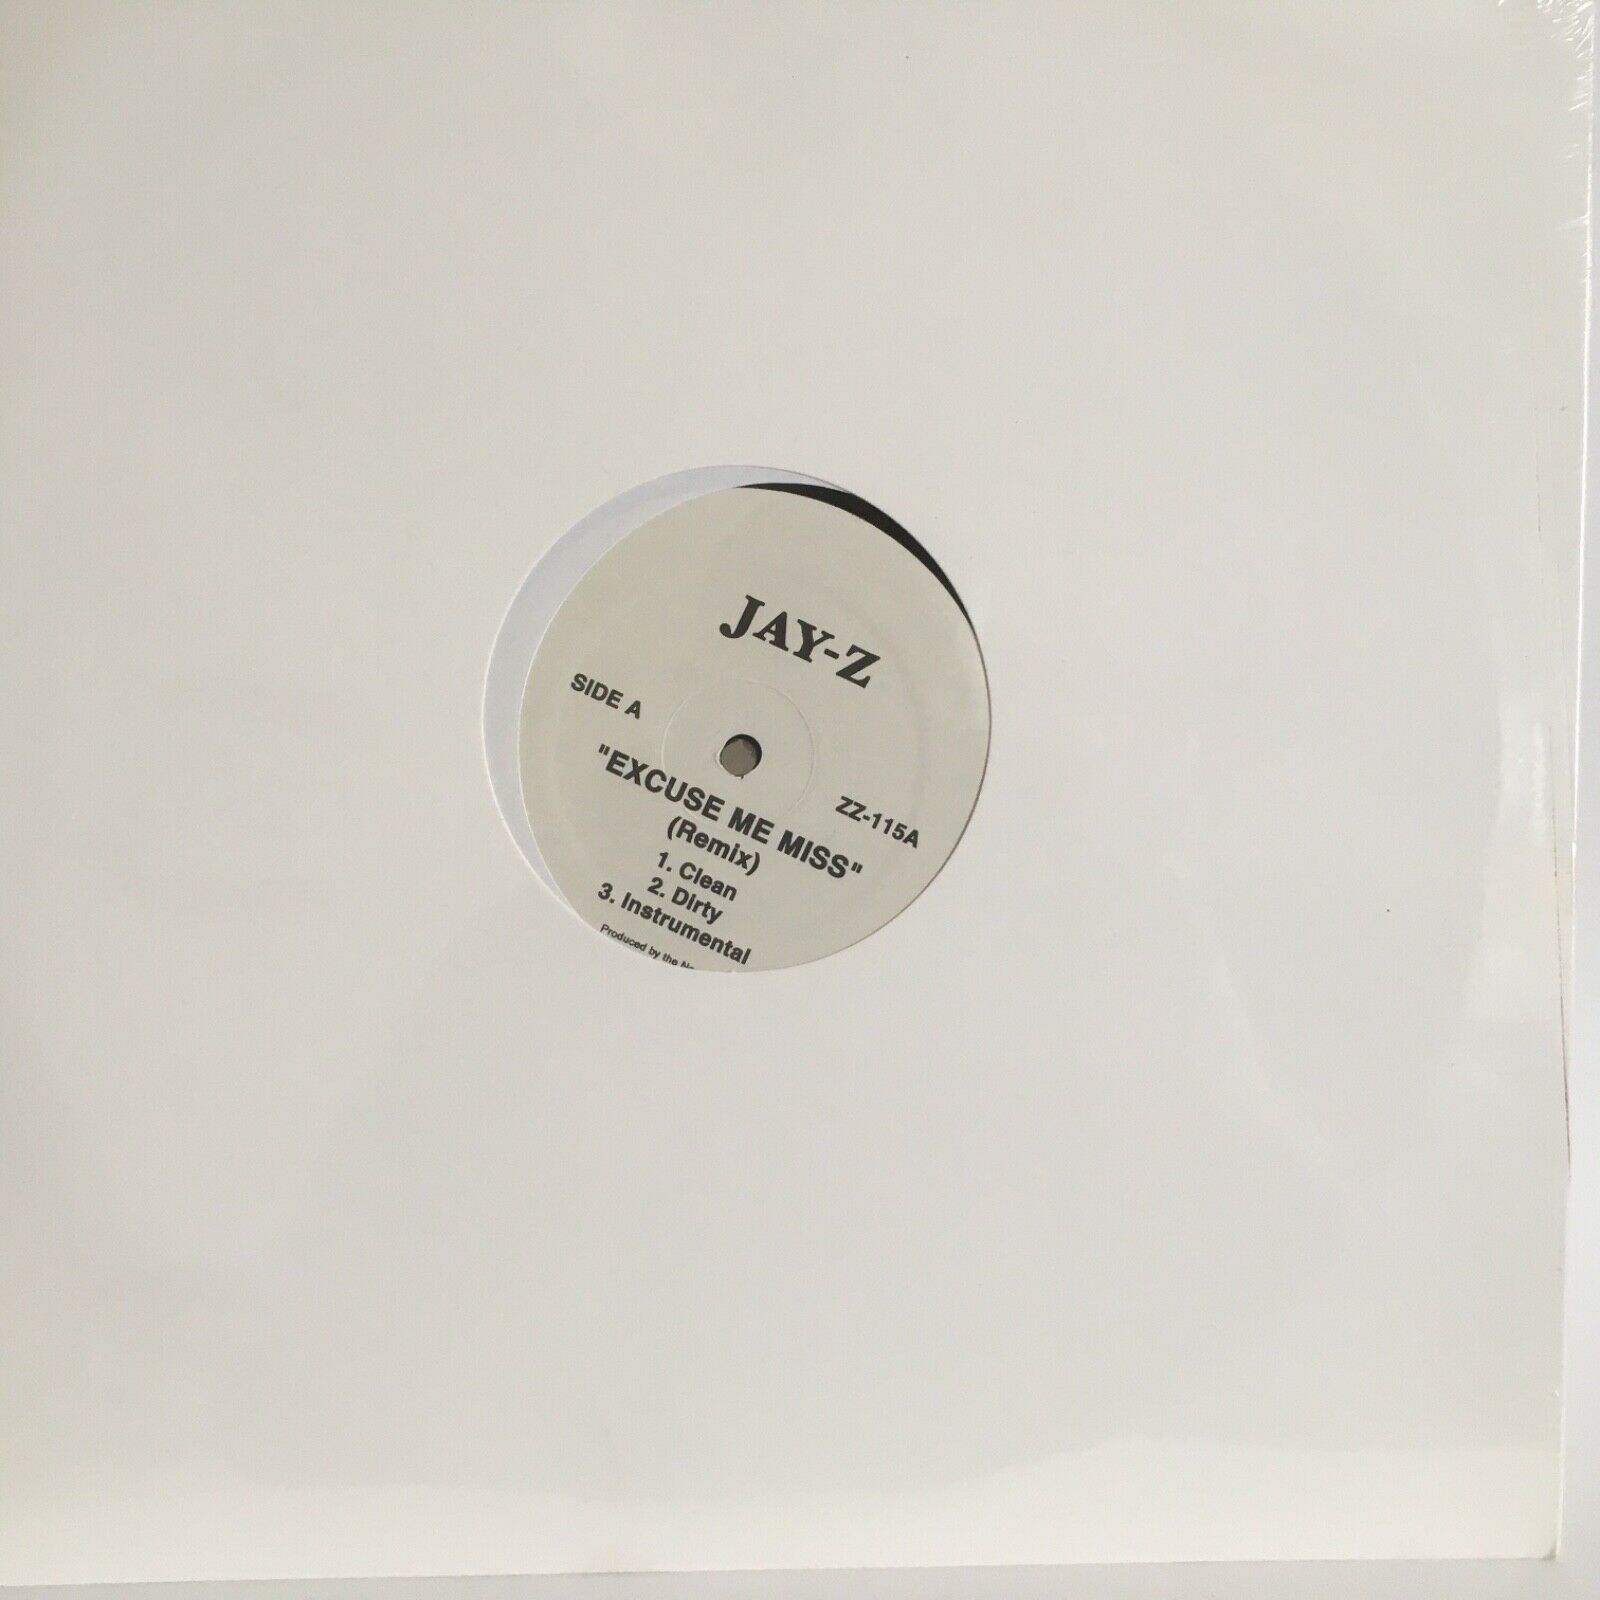 JAY-Z
SIDE A
ZZ-115A
"EXCUSE ME MISS"
(Remix)
1. Clean
2. Dirty
3. Instrumental
Produced by the